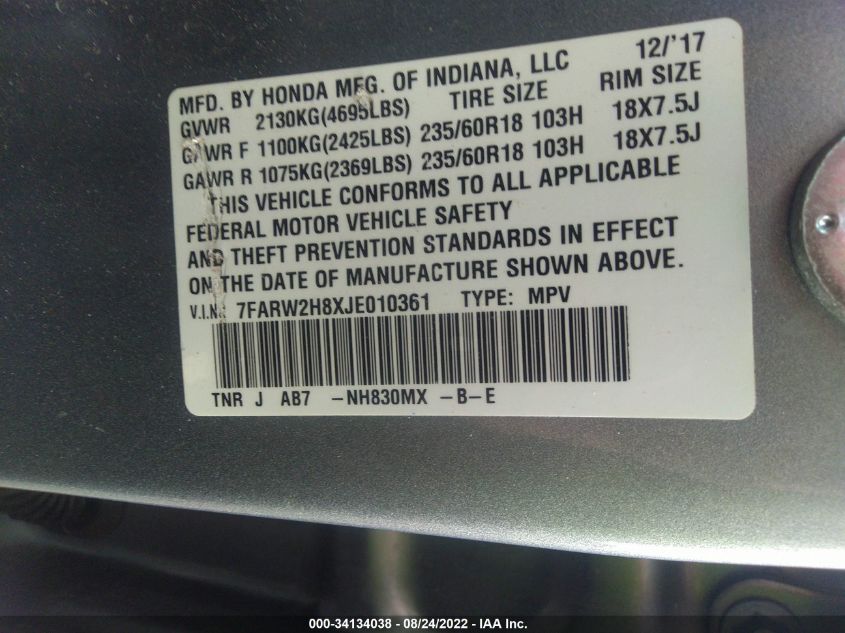 12/'17
MFD. BY HONDA MFG. OF INDIANA, LLC
GVWR 2130KG(4695LBS) TIRE SIZE RIM SIZE
GAWR F 1100KG(2425LBS) 235/60R18 103H 18X7.5J
GAWR R 1075KG(2369LBS) 235/60R18 103H 18X7.5J
THIS VEHICLE CONFORMS TO ALL APPLICABLE
FEDERAL MOTOR VEHICLE SAFETY
AND THEFT PREVENTION STANDARDS IN EFFECT
ON THE DATE OF MANUFACTURE SHOWN ABOVE.
V.I.N.: 7FARW2H8XJE010361 TYPE: MPV
TNR J AB7 -NH830MX -B-E
000-34134038 - 08/24/2022 - IAA Inc.